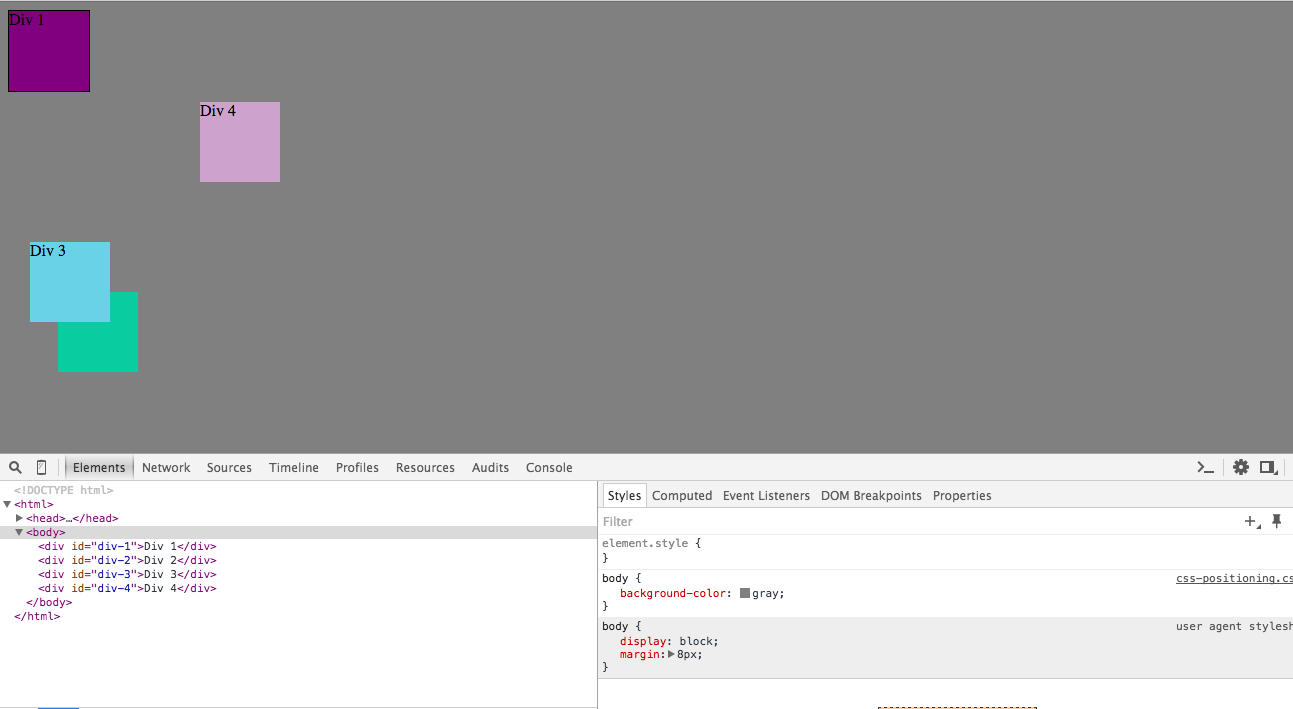 Div 1
Div 4
Div 3
Elements Network Sources Timeline Profiles Resources Audits Console
<!DOCTYPE html>
<html>
<head>…</head>
<body>
<div id="div-1">Div 1</div>
<div id="div-2">Div 2</div>
<div id="div-3">Div 3</div>
<div id="div-4">Div 4</div>
</body>
</html>
Styles Computed Event Listeners DOM Breakpoints Properties
Filter
element.style {
}
body { css-positioning.cs
background-color: gray;
}
body { user agent stylesh
display: block;
margin: 8px;
}